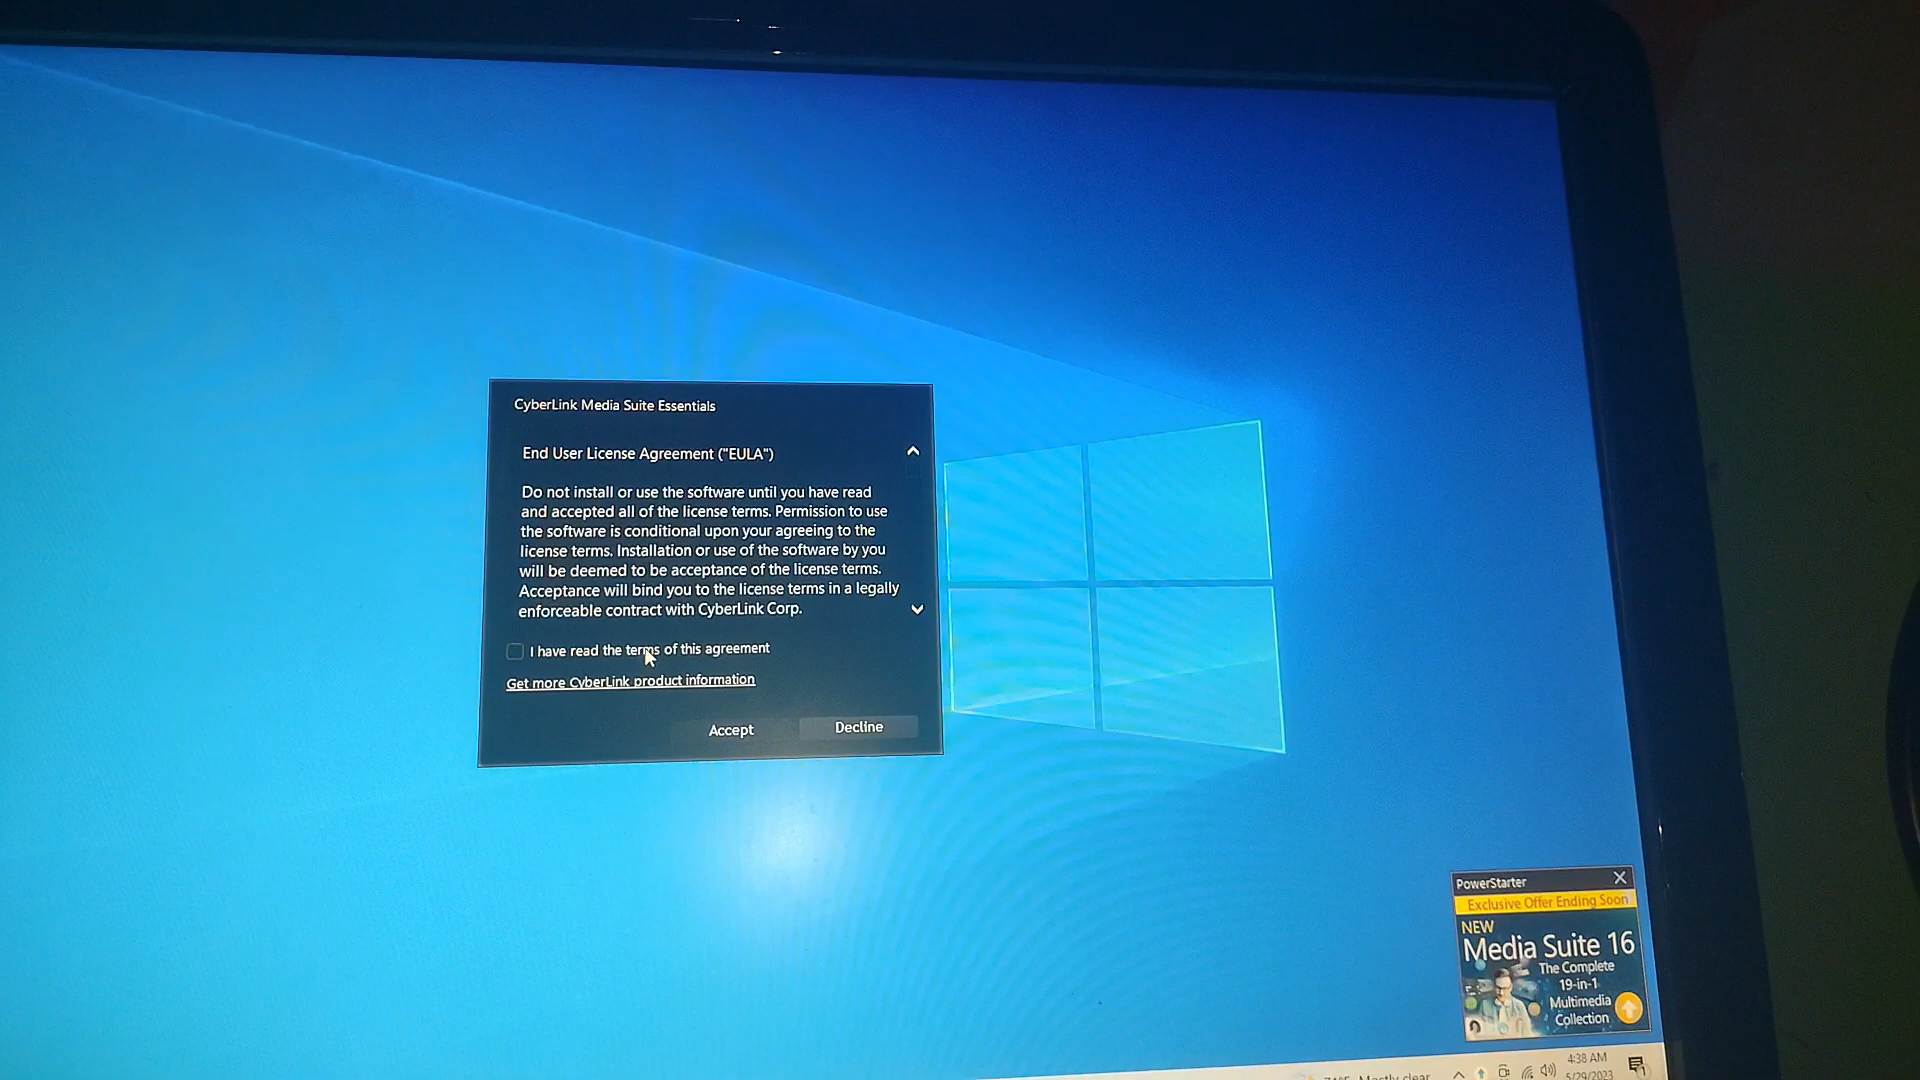 CyberLink Media Suite Essentials
End User License Agreement ("EULA")
Do not install or use the software until you have read
and accepted all of the license terms. Permission to use
the software is conditional upon your agreeing to the
license terms. Installation or use of the software by you
will be deemed to be acceptance of the license terms.
Acceptance will bind you to the license terms in a legally
enforceable contract with CyberLink Corp.
I have read the terms of this agreement
Get more CyberLink product information
Accept
Decline
PowerStarter
Exclusive Offer Ending Soon
NEW
Media Suite 16
The Complete
19-in-1
Multimedia
Collection
4:38 AM
Mostly clear
5/29/2023